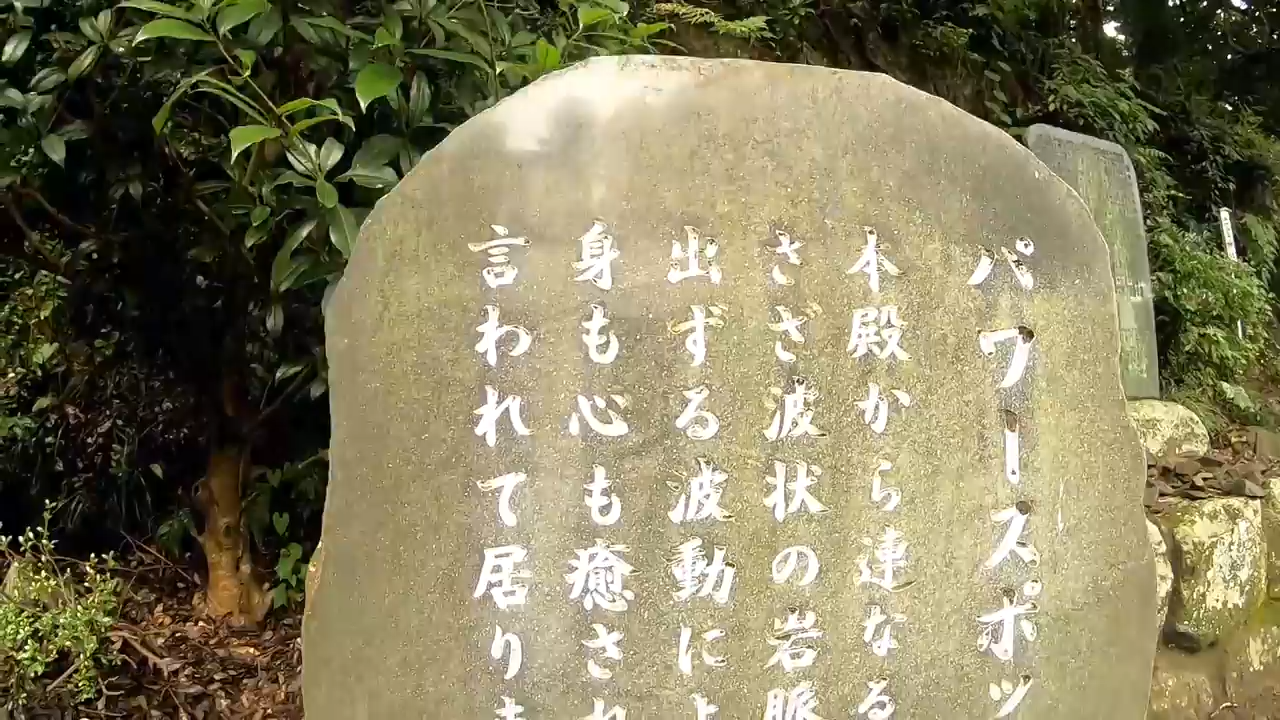 パワースポッ
本殿から連なる
さざ波状の岩脈
出ずる波動によ
身も心も癒され
言われて居りま